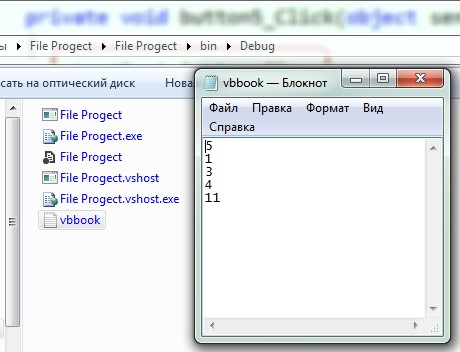 private void button5_Click(object sen
ы ▸ File Progect ▸ File Progect ▸ bin ▸ Debug
сать на оптический диск Нова
File Progect
File Progect.exe
File Progect
File Progect.vshost
File Progect.vshost.exe
vbbook
vbbook — Блокнот
Файл Правка Формат Вид
Справка
5
1
3
4
11